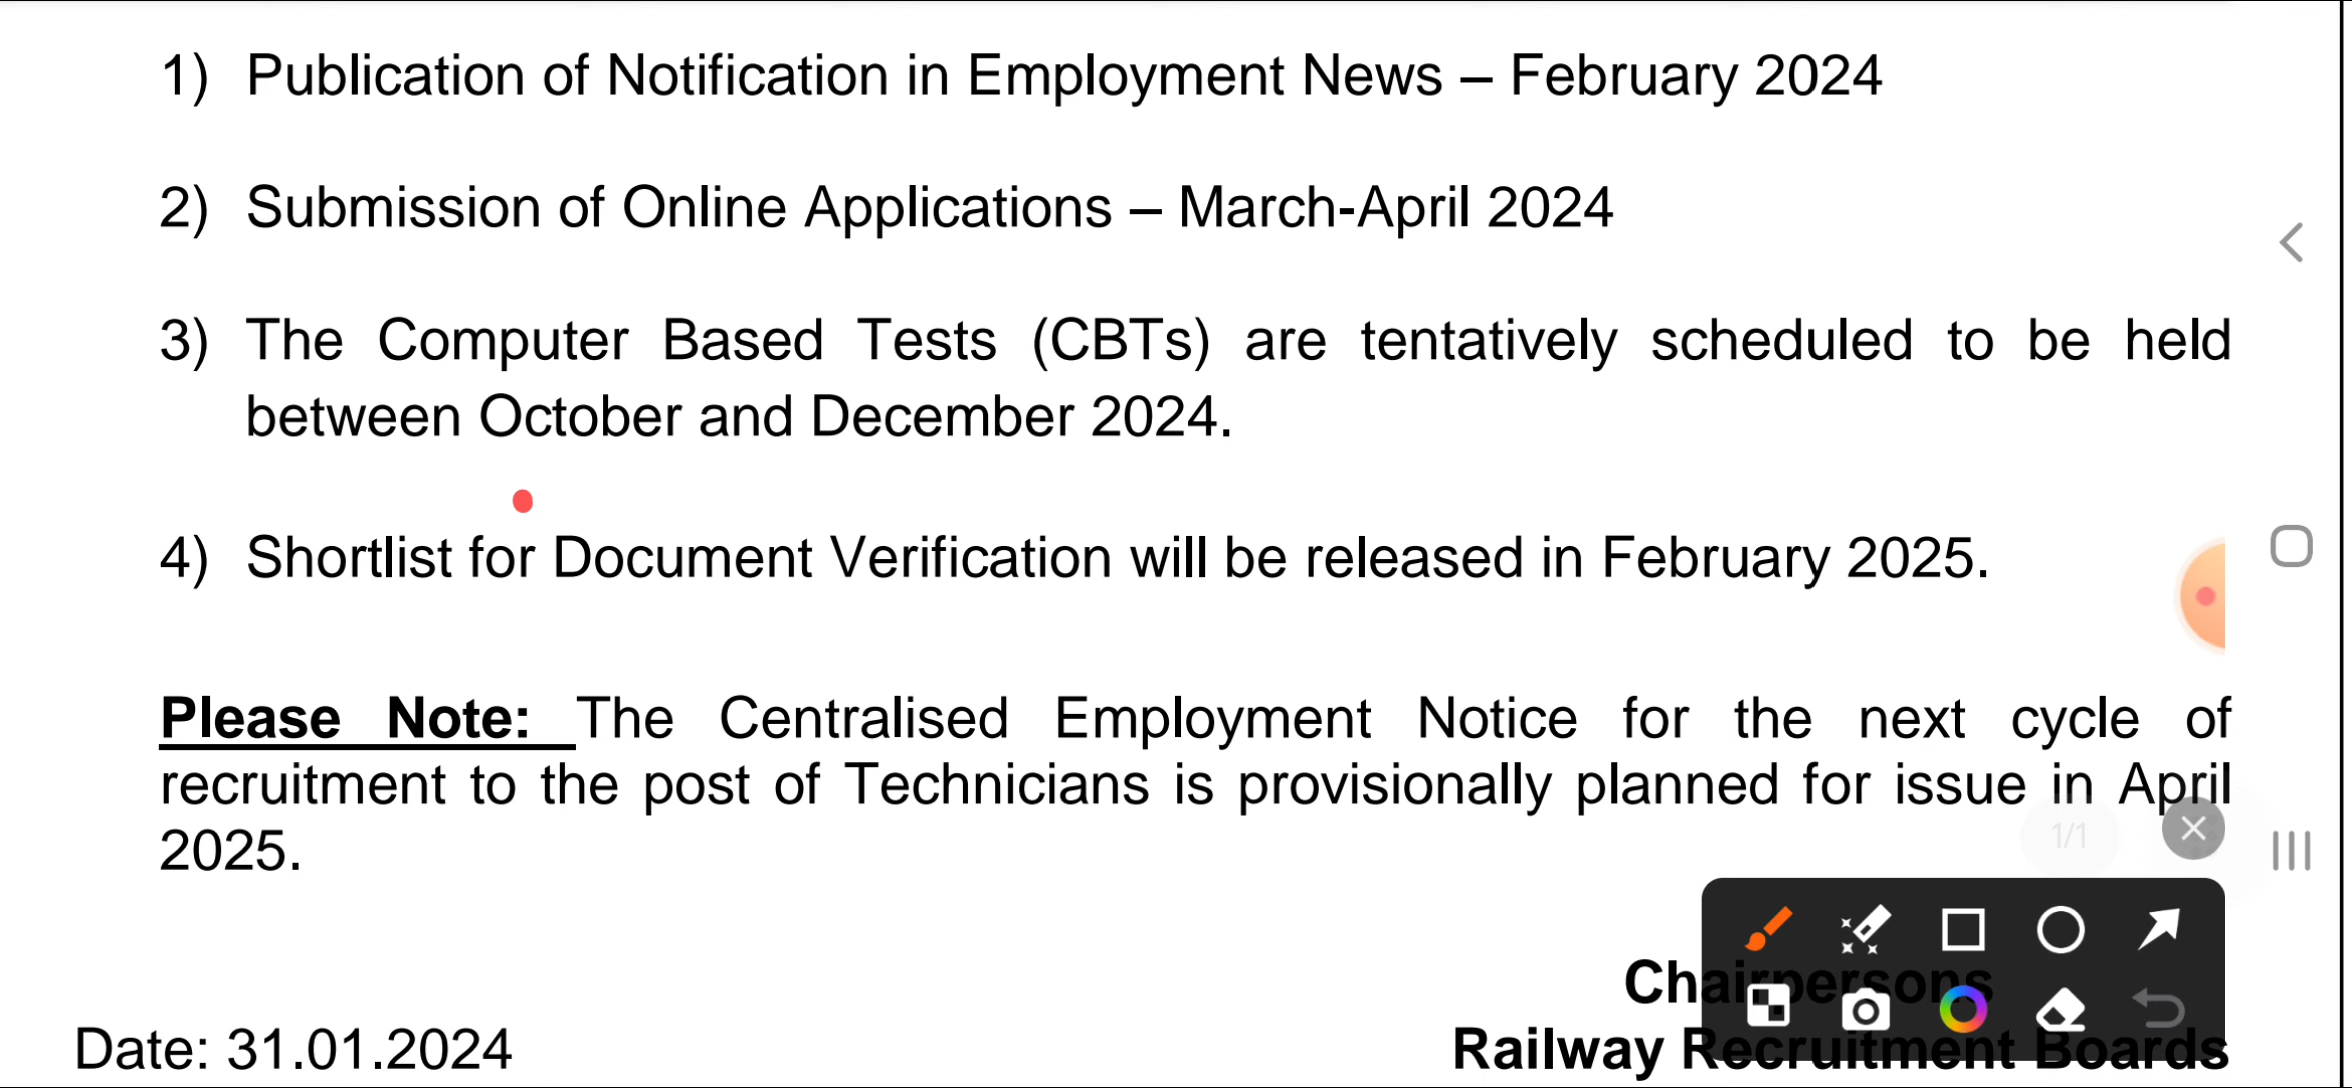 1) Publication of Notification in Employment News – February 2024
2) Submission of Online Applications – March-April 2024
3) The Computer Based Tests (CBTs) are tentatively scheduled to be held
between October and December 2024.
4) Shortlist for Document Verification will be released in February 2025.
Please Note: The Centralised Employment Notice for the next cycle of
recruitment to the post of Technicians is provisionally planned for issue in April
2025.
1/1
Chairpersons
Date: 31.01.2024 Railway Recruitment Boards